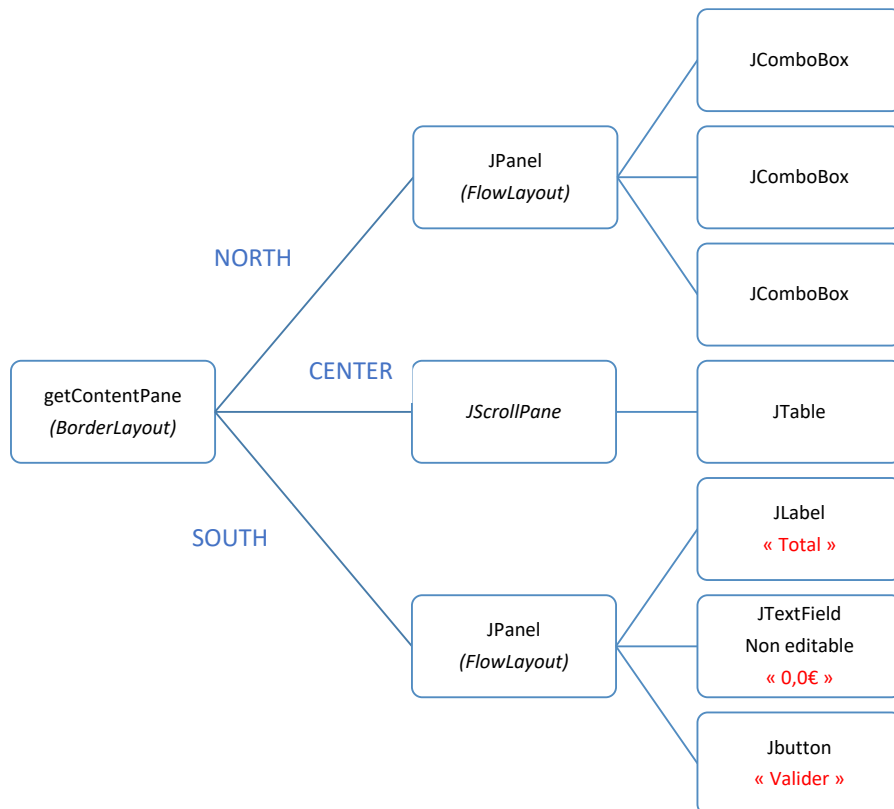 JComboBox
JPanel
(FlowLayout)
JComboBox
NORTH
JComboBox
CENTER
getContentPane
(BorderLayout)
JScrollPane
JTable
SOUTH
JLabel
« Total »
JPanel
(FlowLayout)
JTextField
Non editable
« 0,0€ »
Jbutton
« Valider »